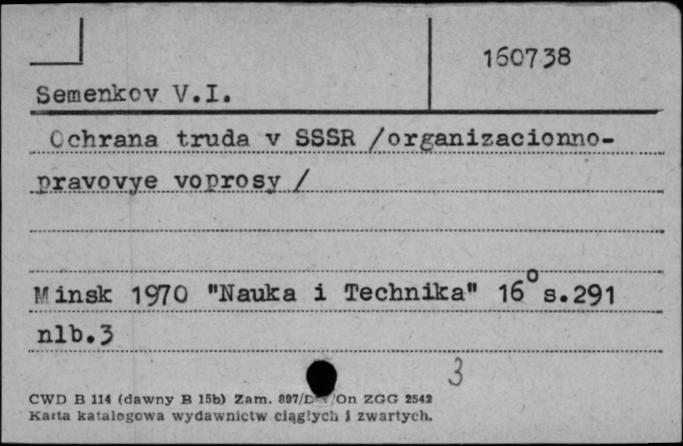 160738
Semenkov V.I.
Ochrana truda v SSSR /organizacionno-
pravovye voprosy /
Minsk 1970 "Nauka i Technika" 16° s.291
nlb.3
3
CWD B 114 (dawny B 15b) Zam. 897/D /On ZGG 2542
Karta katalogowa wydawnictw ciągłych i zwartych.